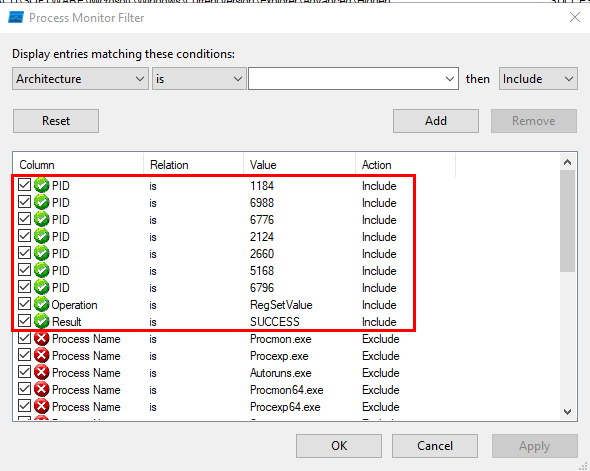 Process Monitor Filter
Display entries matching these conditions:
Architecture is then Include
Reset Add Remove
Column Relation Value Action
PID is 1184 Include
PID is 6988 Include
PID is 6776 Include
PID is 2124 Include
PID is 2660 Include
PID is 5168 Include
PID is 6796 Include
Operation is RegSetValue Include
Result is SUCCESS Include
Process Name is Procmon.exe Exclude
Process Name is Procexp.exe Exclude
Process Name is Autoruns.exe Exclude
Process Name is Procmon64.exe Exclude
Process Name is Procexp64.exe Exclude
OK Cancel Apply